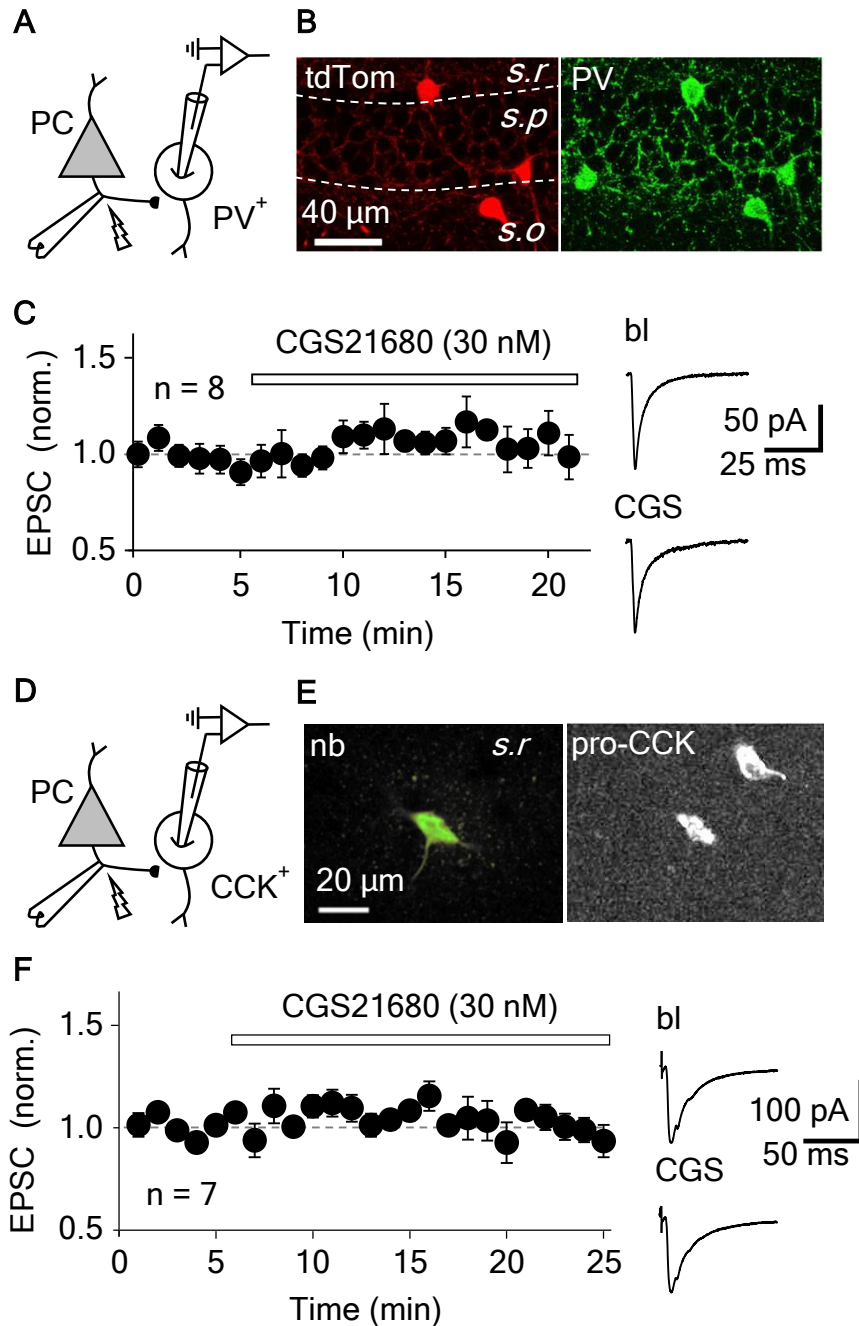 A
PC
PV+
B
tdTom
s.r
s.p
40 µm
s.o
PV
C
CGS21680 (30 nM)
n = 8
EPSC (norm.)
1.5
1.0
0.5
0
5
10
15
20
Time (min)
bl
50 pA
25 ms
CGS
D
PC
CCK+
E
nb
s.r
20 µm
pro-CCK
F
CGS21680 (30 nM)
n = 7
EPSC (norm.)
1.5
1.0
0.5
0
5
10
15
20
25
Time (min)
bl
100 pA
50 ms
CGS